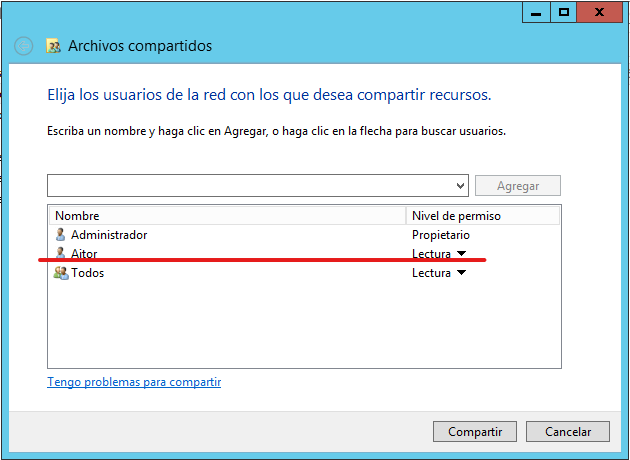 Archivos compartidos
Elija los usuarios de la red con los que desea compartir recursos.
Escriba un nombre y haga clic en Agregar, o haga clic en la flecha para buscar usuarios.
Agregar
Nombre Nivel de permiso
Administrador Propietario
Aitor Lectura
Todos Lectura
Tengo problemas para compartir
Compartir Cancelar